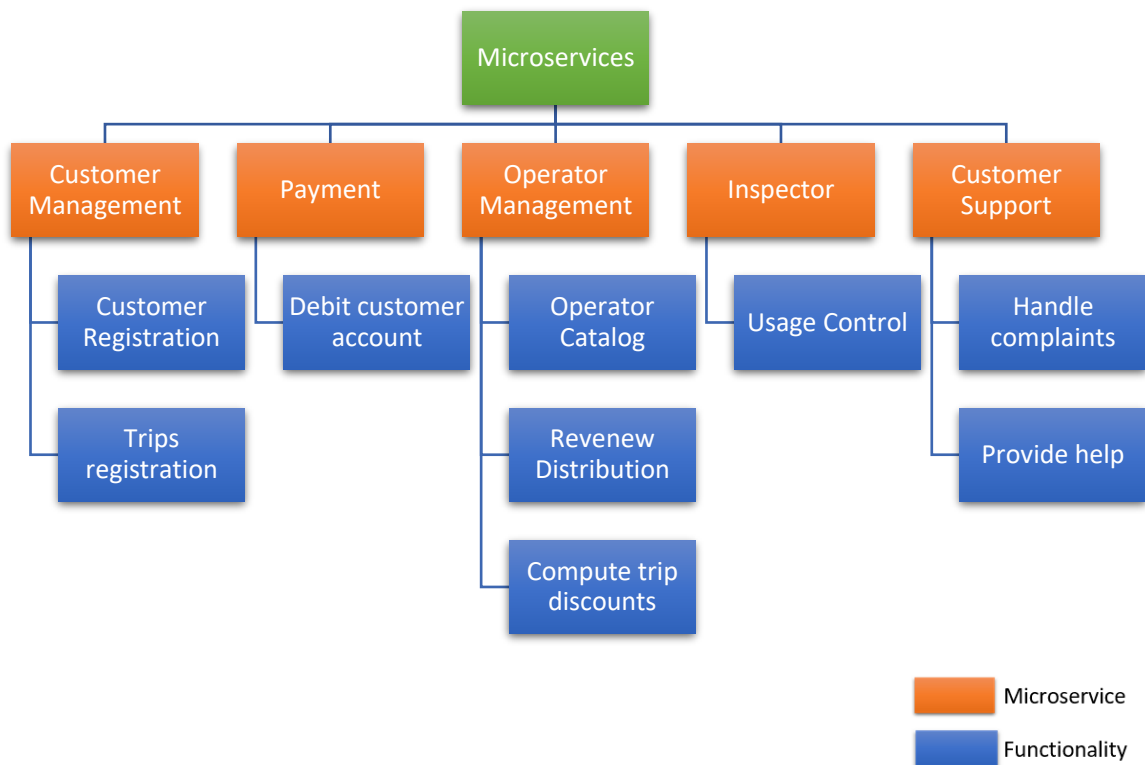 Microservices
Customer
Management
Payment
Operator
Management
Inspector
Customer
Support
Customer
Registration
Debit customer
account
Operator
Catalog
Usage Control
Handle
complaints
Trips
registration
Revenew
Distribution
Provide help
Compute trip
discounts
Microservice
Functionality